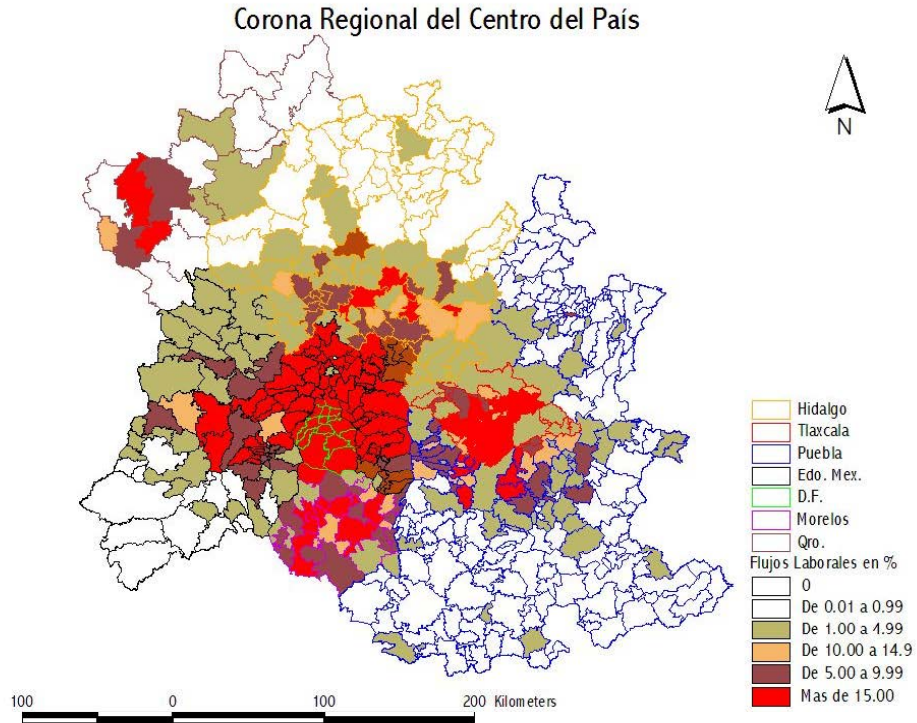 Corona Regional del Centro del País
N
Hidalgo
Tlaxcala
Puebla
Edo. Mex.
D.F.
Morelos
Qro.
Flujos Laborales en %
0
De 0.01 a 0.99
De 1.00 a 4.99
De 10.00 a 14.9
De 5.00 a 9.99
Mas de 15.00
100 0 100 200 Kilometers